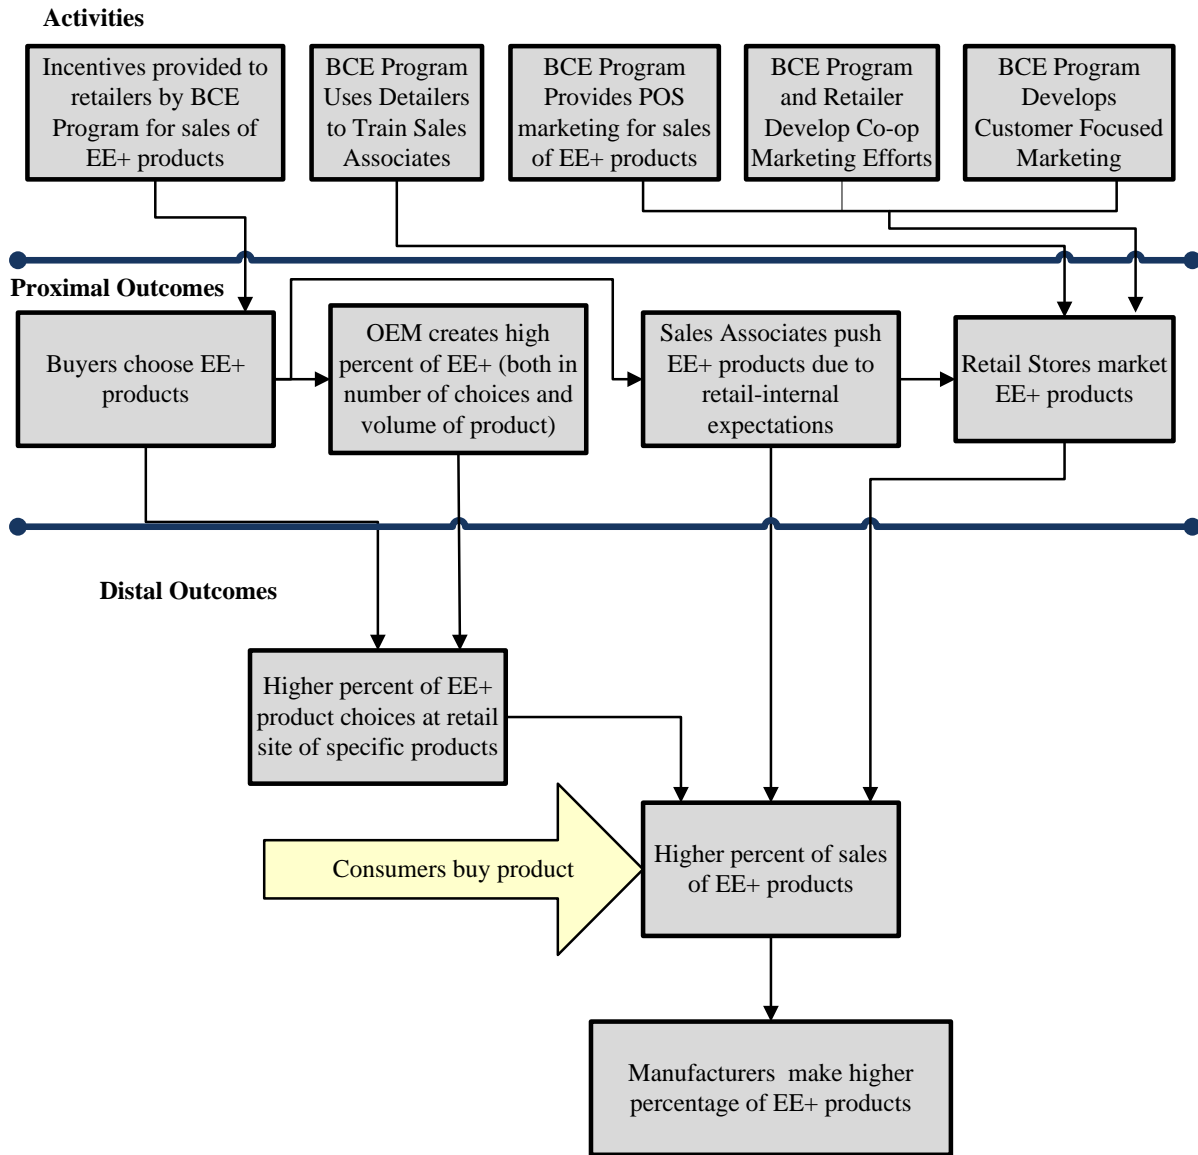 Activities
Incentives provided to
retailers by BCE
Program for sales of
EE+ products
BCE Program
Uses Detailers
to Train Sales
Associates
BCE Program
Provides POS
marketing for sales
of EE+ products
BCE Program
and Retailer
Develop Co-op
Marketing Efforts
BCE Program
Develops
Customer Focused
Marketing
Proximal Outcomes
Buyers choose EE+
products
OEM creates high
percent of EE+ (both in
number of choices and
volume of product)
Sales Associates push
EE+ products due to
retail-internal
expectations
Retail Stores market
EE+ products
Distal Outcomes
Higher percent of EE+
product choices at retail
site of specific products
Consumers buy product
Higher percent of sales
of EE+ products
Manufacturers make higher
percentage of EE+ products